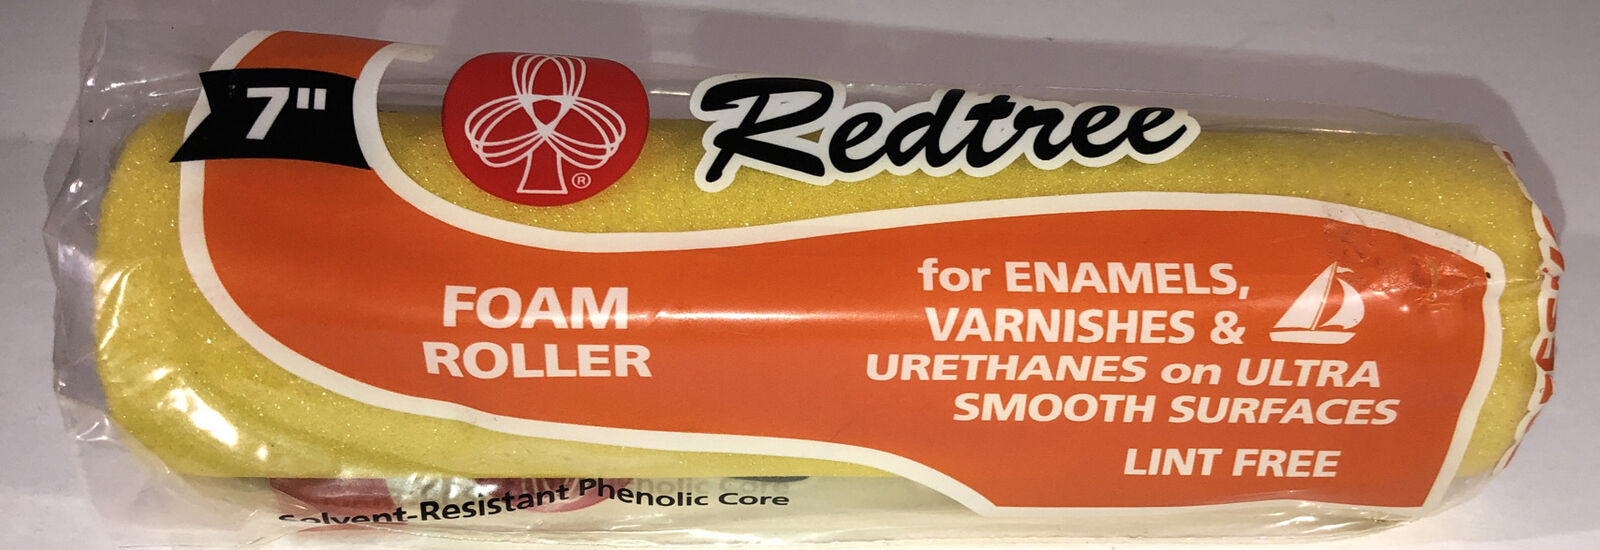 7"
®
Redtree
FOAM
ROLLER
for ENAMELS,
VARNISHES &
URETHANES on ULTRA
SMOOTH SURFACES
LINT FREE
Solvent-Resistant Phenolic Core